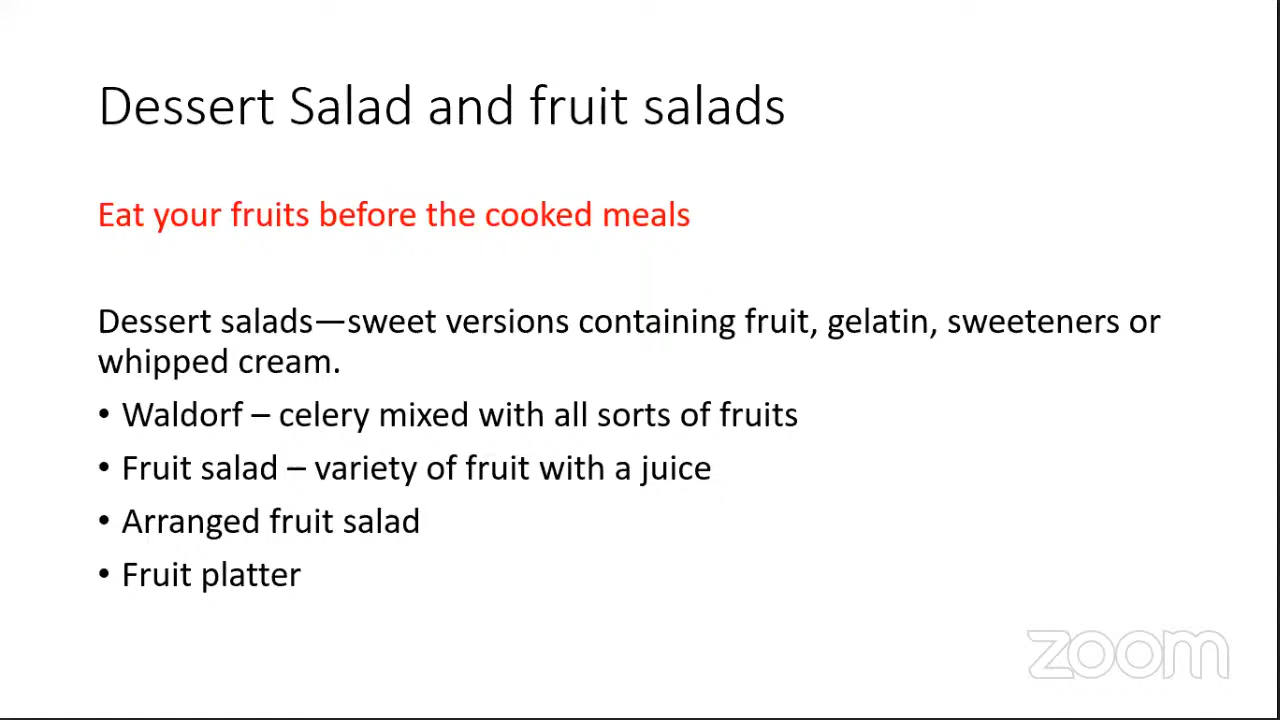 Dessert Salad and fruit salads
Eat your fruits before the cooked meals
Dessert salads—sweet versions containing fruit, gelatin, sweeteners or
whipped cream.
• Waldorf – celery mixed with all sorts of fruits
• Fruit salad – variety of fruit with a juice
• Arranged fruit salad
• Fruit platter
zoom